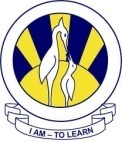 I AM – TO LEARN